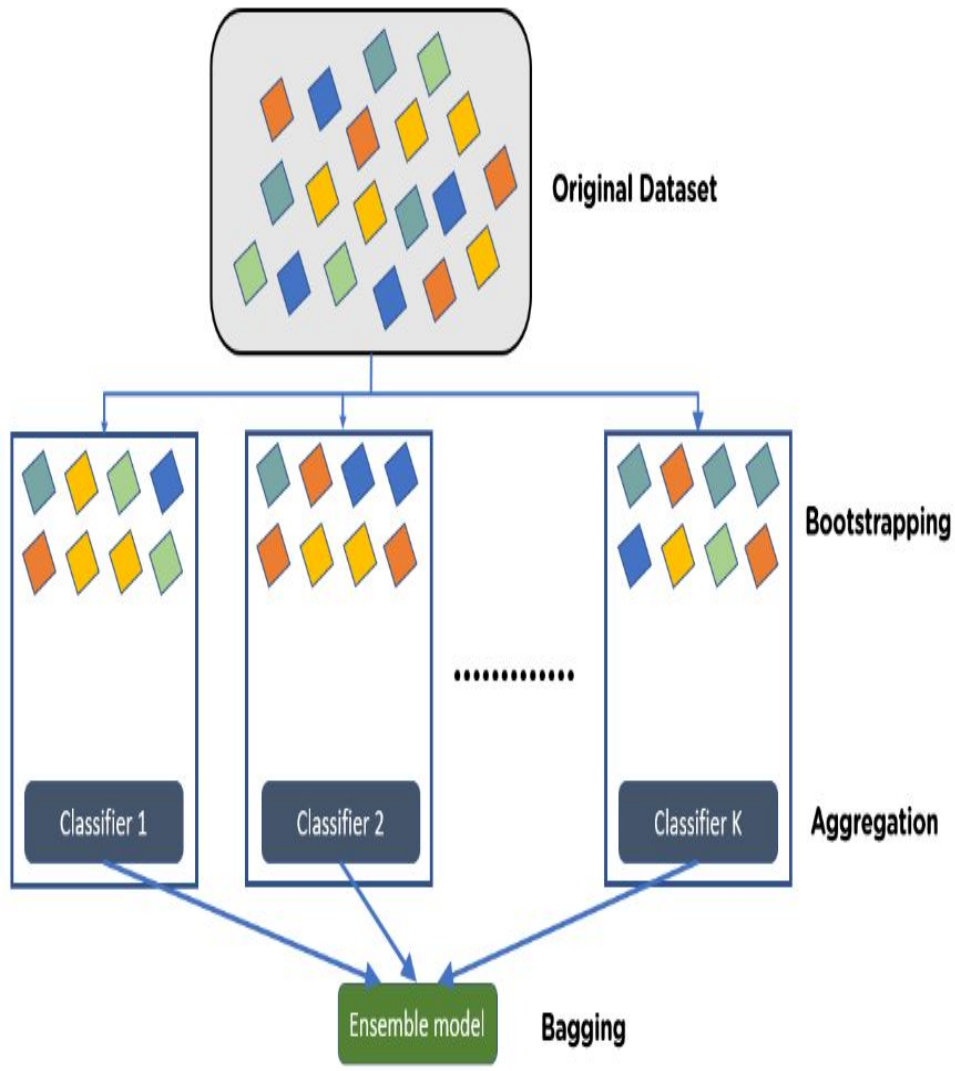 Original Dataset
Bootstrapping
Classifier 1
Classifier 2
Classifier K
Aggregation
Ensemble model
Bagging